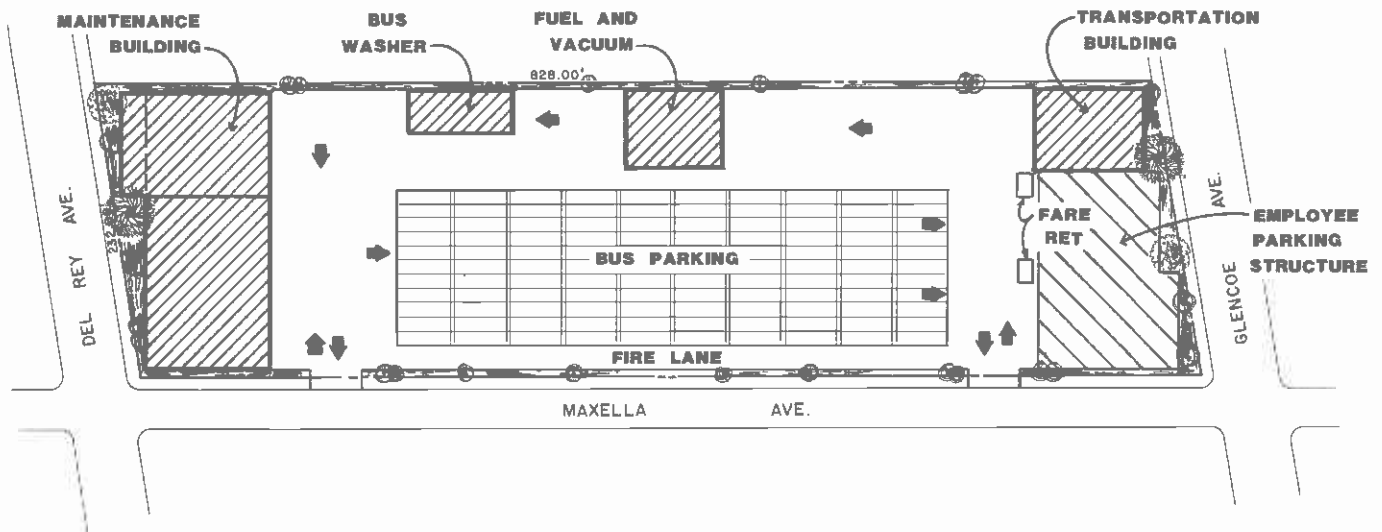 MAINTENANCE
BUILDING
BUS
WASHER
FUEL AND
VACUUM
TRANSPORTATION
BUILDING
828.00'
DEL REY AVE.
BUS PARKING
FARE
RET
EMPLOYEE
PARKING
STRUCTURE
GLENCOE AVE.
FIRE LANE
MAXELLA AVE.